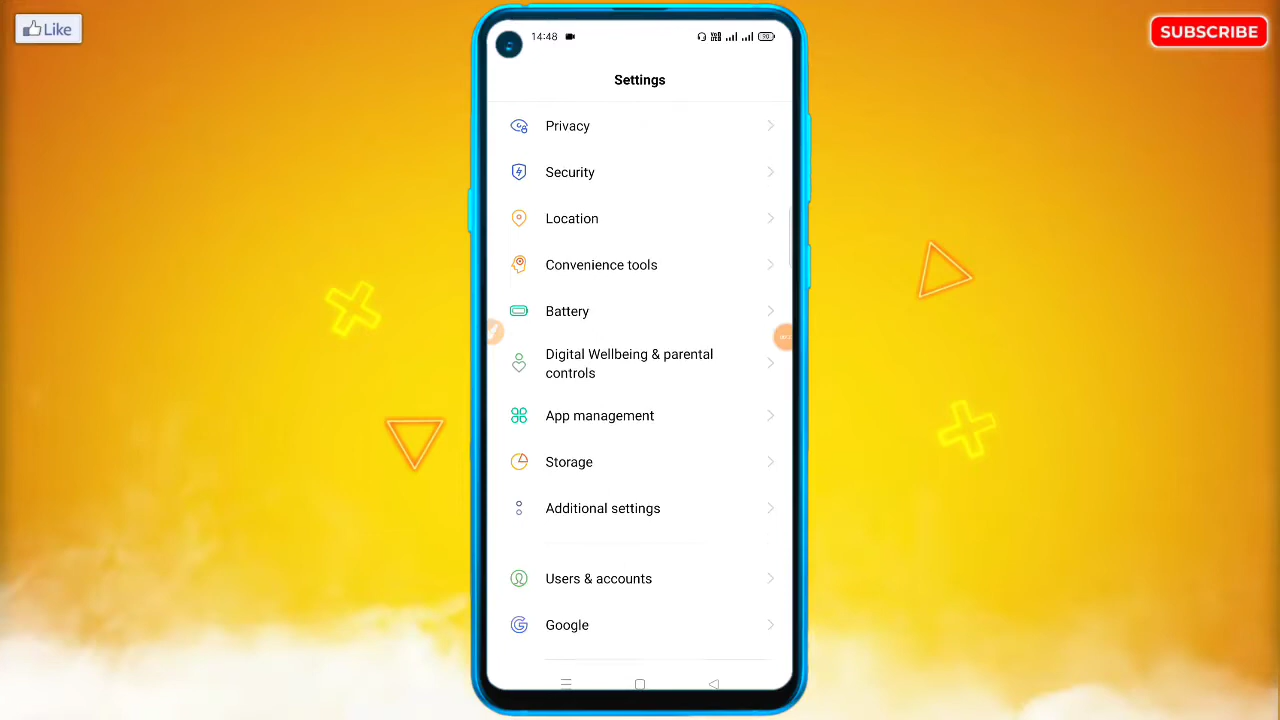 Like
SUBSCRIBE
14:48
Settings
Privacy
Security
Location
Convenience tools
Battery
Digital Wellbeing & parental
controls
App management
Storage
Additional settings
Users & accounts
Google